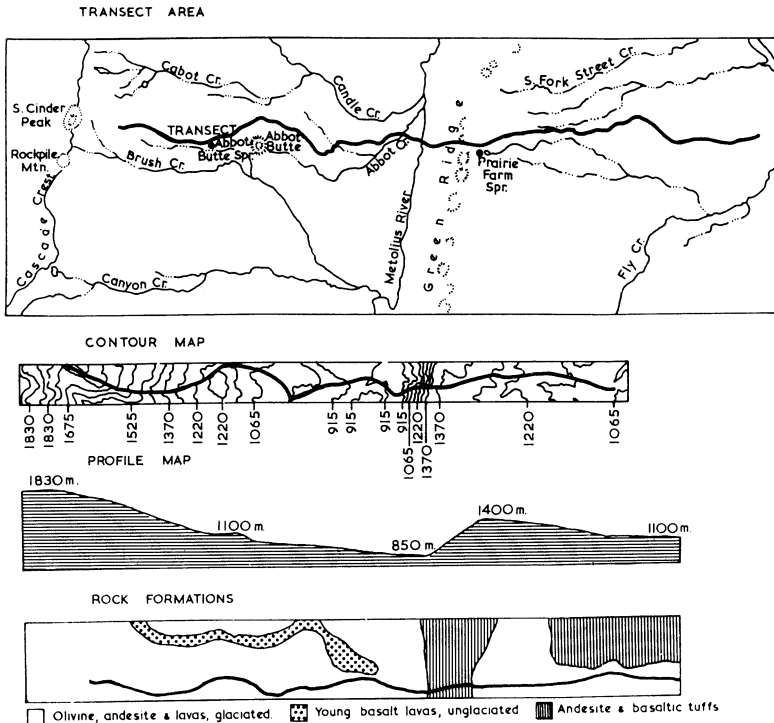 TRANSECT AREA
Cabot Cr.
Candle Cr.
S. Fork Street Cr.
S. Cinder
Peak
TRANSECT
Abbot
Butte Spr.
Abbot
Butte
Abbot Cr.
Rockpile
Mtn.
Brush Cr.
Prairie
Farm
Spr.
Cascade Crest
Metolius River
Green Ridge
Fly Cr.
Canyon Cr.
CONTOUR MAP
1830
1830
1675
1525
1370
1220
1220
1065
915
915
915
915
1065
1220
1370
1370
1220
1065
PROFILE MAP
1830 m.
1100 m.
850 m.
1400 m.
1100 m.
ROCK FORMATIONS
Olivine, andesite & lavas, glaciated.
Young basalt lavas, unglaciated
Andesite & basaltic tuffs